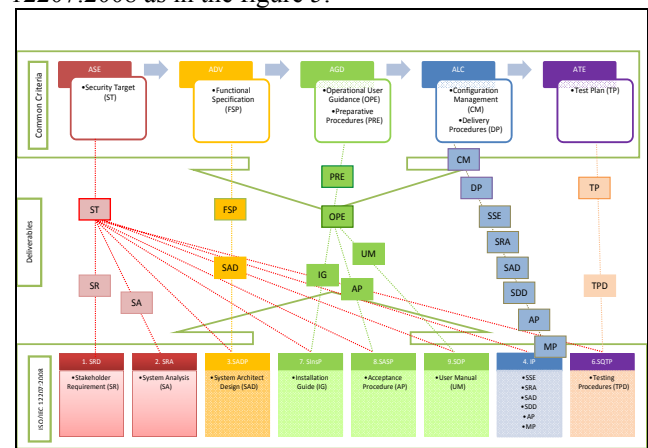 12207:2008 as in the figure 3.
ASE
ADV
AGD
ALC
ATE
Common Criteria
•Security Target
(ST)
•Functional
Specification
(FSP)
•Operational User
Guidance (OPE)
•Preparative
Procedures (PRE)
•Configuration
Management
(CM)
•Delivery
Procedures (DP)
•Test Plan (TP)
CM
PRE
DP
TP
Deliverables
ST
FSP
OPE
SSE
SRA
UM
SAD
SAD
IG
SR
AP
SDD
TPD
SA
AP
MP
ISO/IEC 12207:2008
1. SRD
2. SRA
3.SADP
7. SinsP
8.SASP
9.SOP
4. IP
6.SQTP
•Stakeholder
Requirement (SR)
•System Analysis
(SA)
•System Architect
Design (SAD)
•Installation
Guide (IG)
•Acceptance
Procedure (AP)
•User Manual
(UM)
•SSE
•SRA
•SAD
•SDD
•AP
•MP
•Testing
Procedures (TPD)